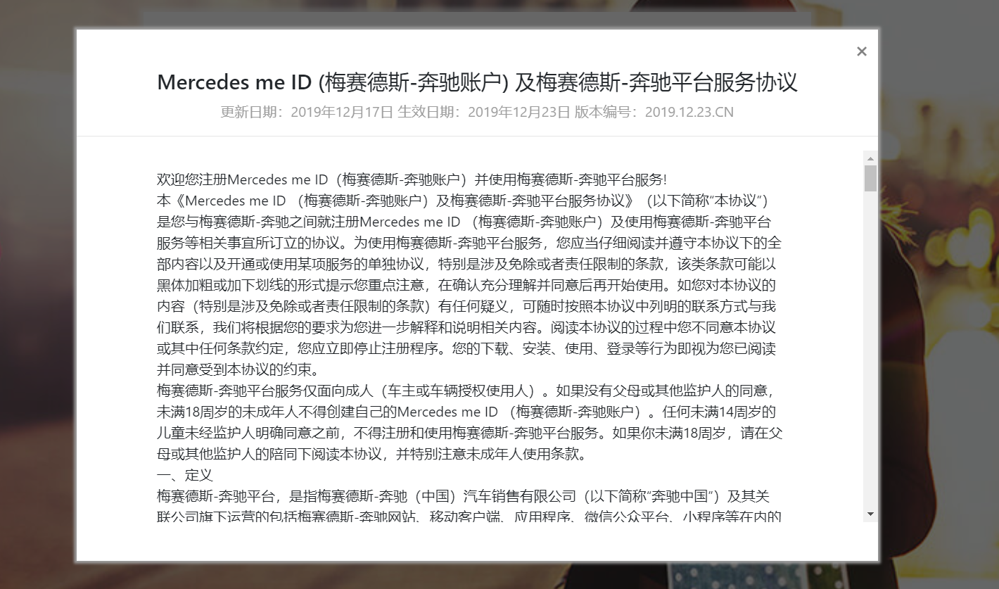 ×
Mercedes me ID (梅赛德斯-奔驰账户) 及梅赛德斯-奔驰平台服务协议
更新日期：2019年12月17日 生效日期：2019年12月23日 版本编号：2019.12.23.CN
欢迎您注册Mercedes me ID（梅赛德斯-奔驰账户）并使用梅赛德斯-奔驰平台服务!
本《Mercedes me ID （梅赛德斯-奔驰账户）及梅赛德斯-奔驰平台服务协议》（以下简称“本协议”）
是您与梅赛德斯-奔驰之间就注册Mercedes me ID （梅赛德斯-奔驰账户）及使用梅赛德斯-奔驰平台
服务等相关事宜所订立的协议。为使用梅赛德斯-奔驰平台服务，您应当仔细阅读并遵守本协议下的全
部内容以及开通或使用某项服务的单独协议，特别是涉及免除或者责任限制的条款，该类条款可能以
黑体加粗或加下划线的形式提示您重点注意，在确认充分理解并同意后再开始使用。如您对本协议的
内容（特别是涉及免除或者责任限制的条款）有任何疑义，可随时按照本协议中列明的联系方式与我
们联系，我们将根据您的要求为您进一步解释和说明相关内容。阅读本协议的过程中您不同意本协议
或其中任何条款约定，您应立即停止注册程序。您的下载、安装、使用、登录等行为即视为您已阅读
并同意受到本协议的约束。
梅赛德斯-奔驰平台服务仅面向成人（车主或车辆授权使用人）。如果没有父母或其他监护人的同意，
未满18周岁的未成年人不得创建自己的Mercedes me ID （梅赛德斯-奔驰账户）。任何未满14周岁的
儿童未经监护人明确同意之前，不得注册和使用梅赛德斯-奔驰平台服务。如果你未满18周岁，请在父
母或其他监护人的陪同下阅读本协议，并特别注意未成年人使用条款。
一、定义
梅赛德斯-奔驰平台，是指梅赛德斯-奔驰（中国）汽车销售有限公司（以下简称“奔驰中国”）及其关
联公司旗下运营的包括梅赛德斯-奔驰网站、移动客户端、应用程序、微信公众平台、小程序等在内的